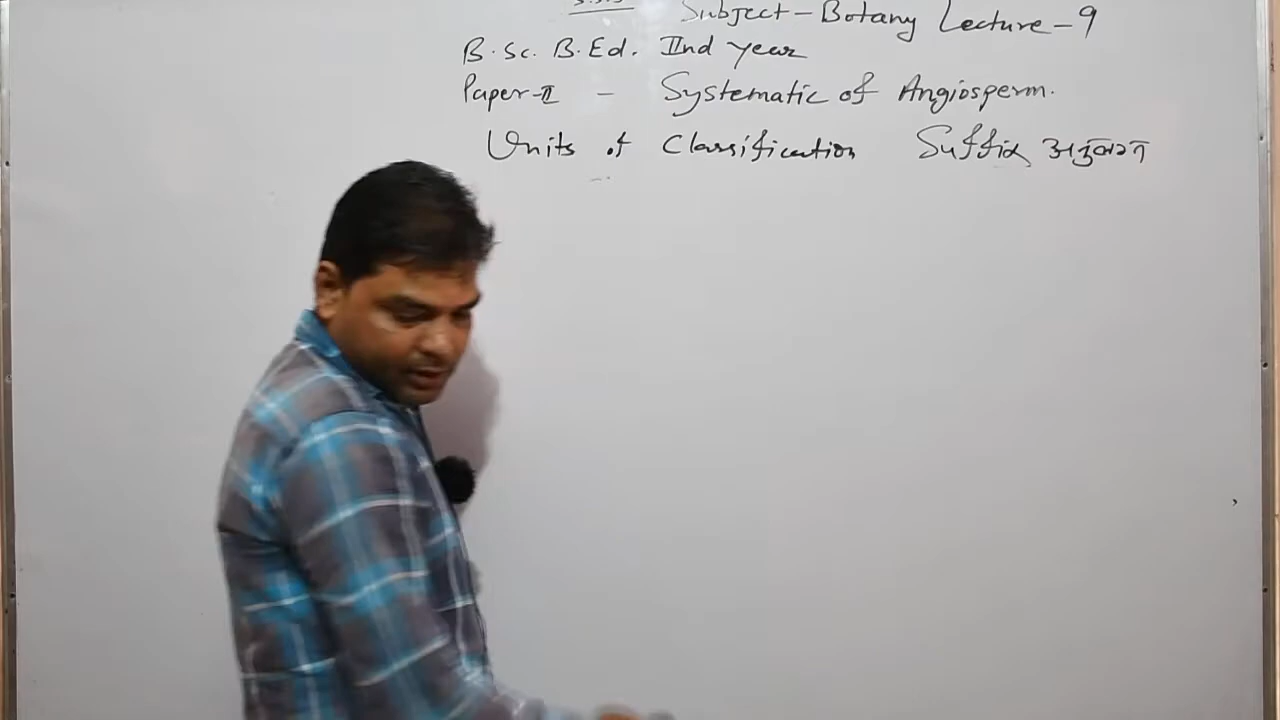 Subject - Botany Lecture - 9
B.Sc. B.Ed. IInd year
Paper-II - Systematic of Angiosperm.
Units of Classification Suffix अनुलग्न